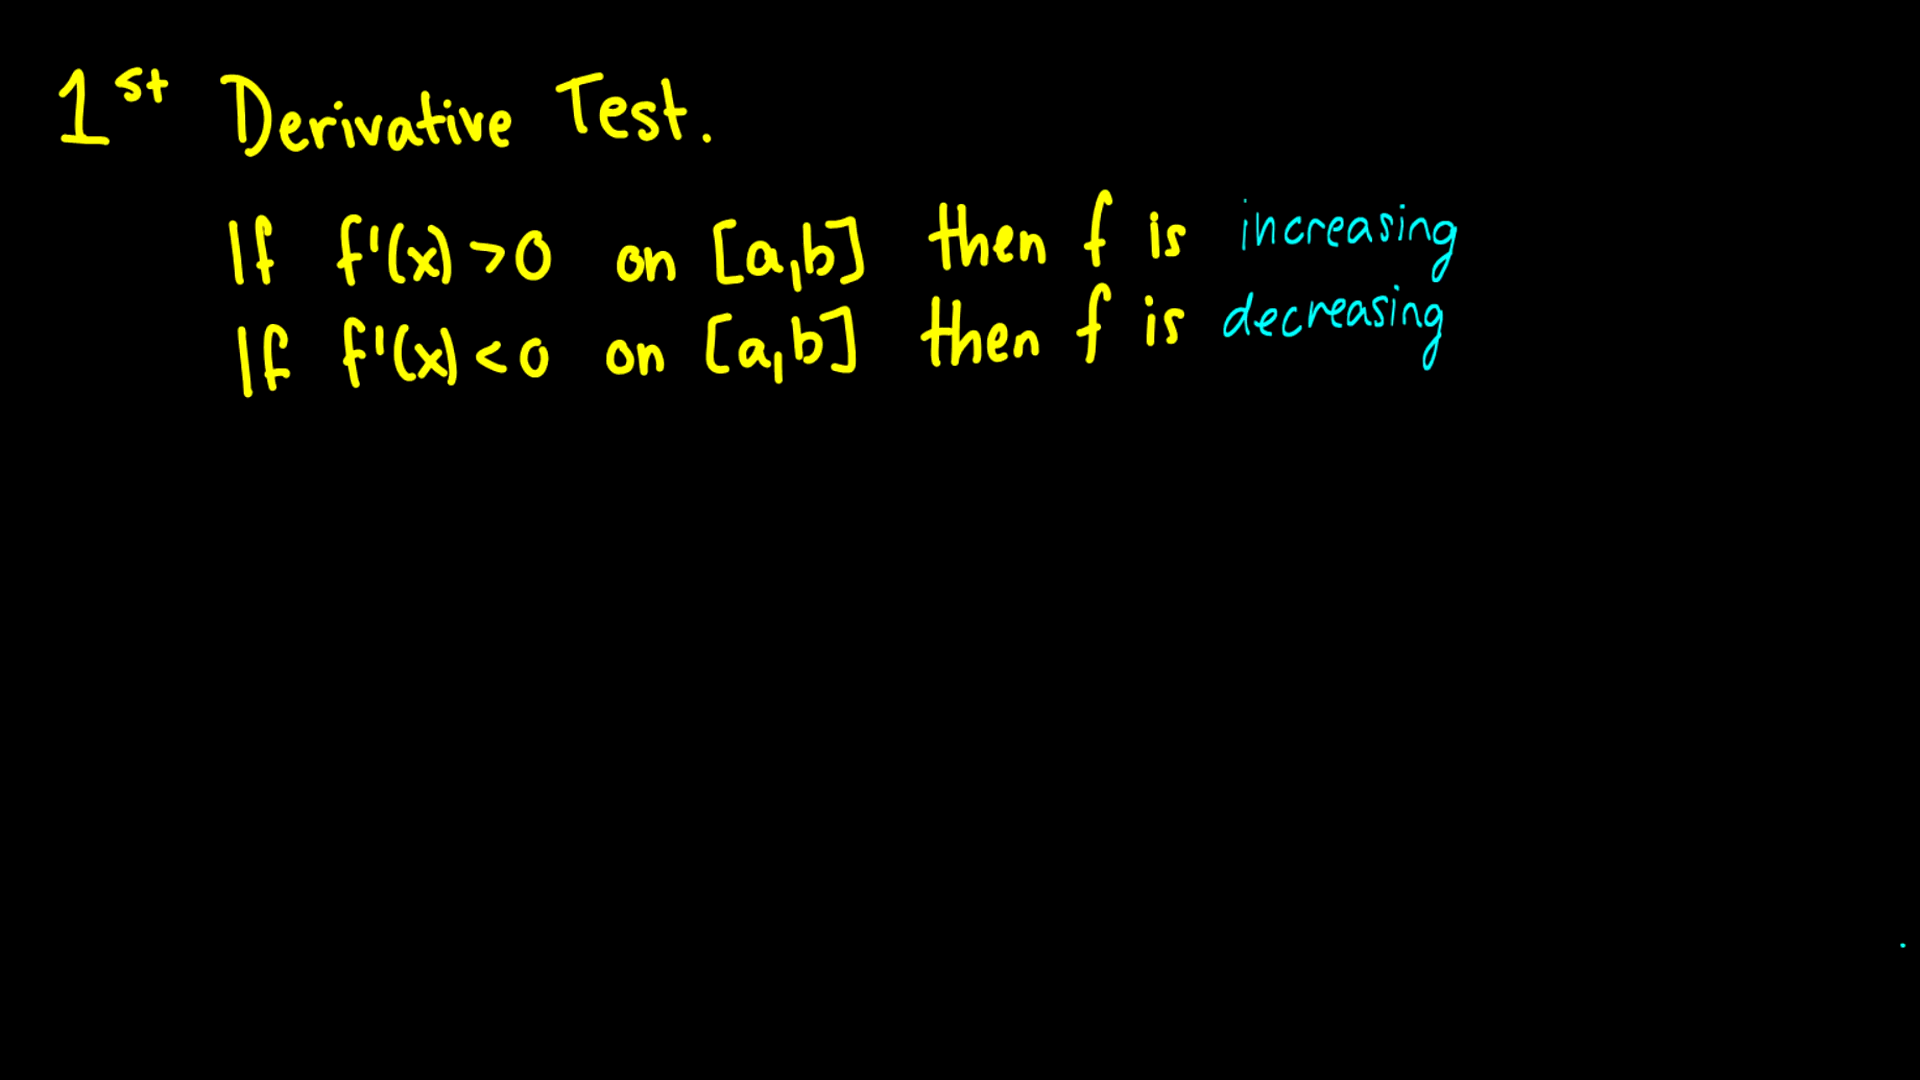 1st Derivative Test.
If f'(x) >0 on [a,b] then f is increasing
If f'(x) <0 on [a,b] then f is decreasing